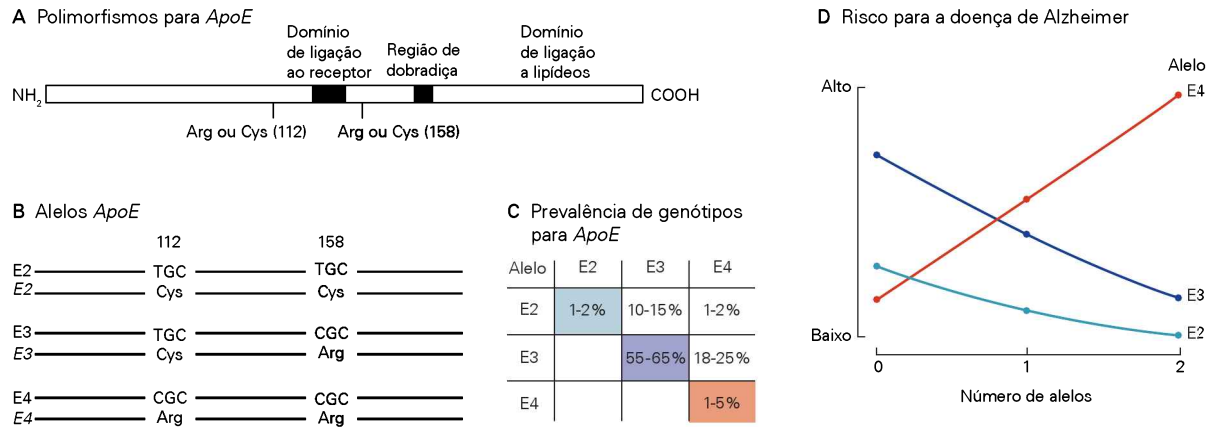 A Polimorfismos para ApoE
Domínio
de ligação
ao receptor
Região de
dobradiça
Domínio
de ligação
a lipídeos
NH2
COOH
Arg ou Cys (112)
Arg ou Cys (158)
B Alelos ApoE
112 158
E2 TGC TGC
E2 Cys Cys
E3 TGC CGC
E3 Cys Arg
E4 CGC CGC
E4 Arg Arg
C Prevalência de genótipos
para ApoE
Alelo E2 E3 E4
E2 1-2% 10-15% 1-2%
E3 55-65% 18-25%
E4 1-5%
D Risco para a doença de Alzheimer
Alelo
Alto
E4
E3
E2
Baixo
0 1 2
Número de alelos